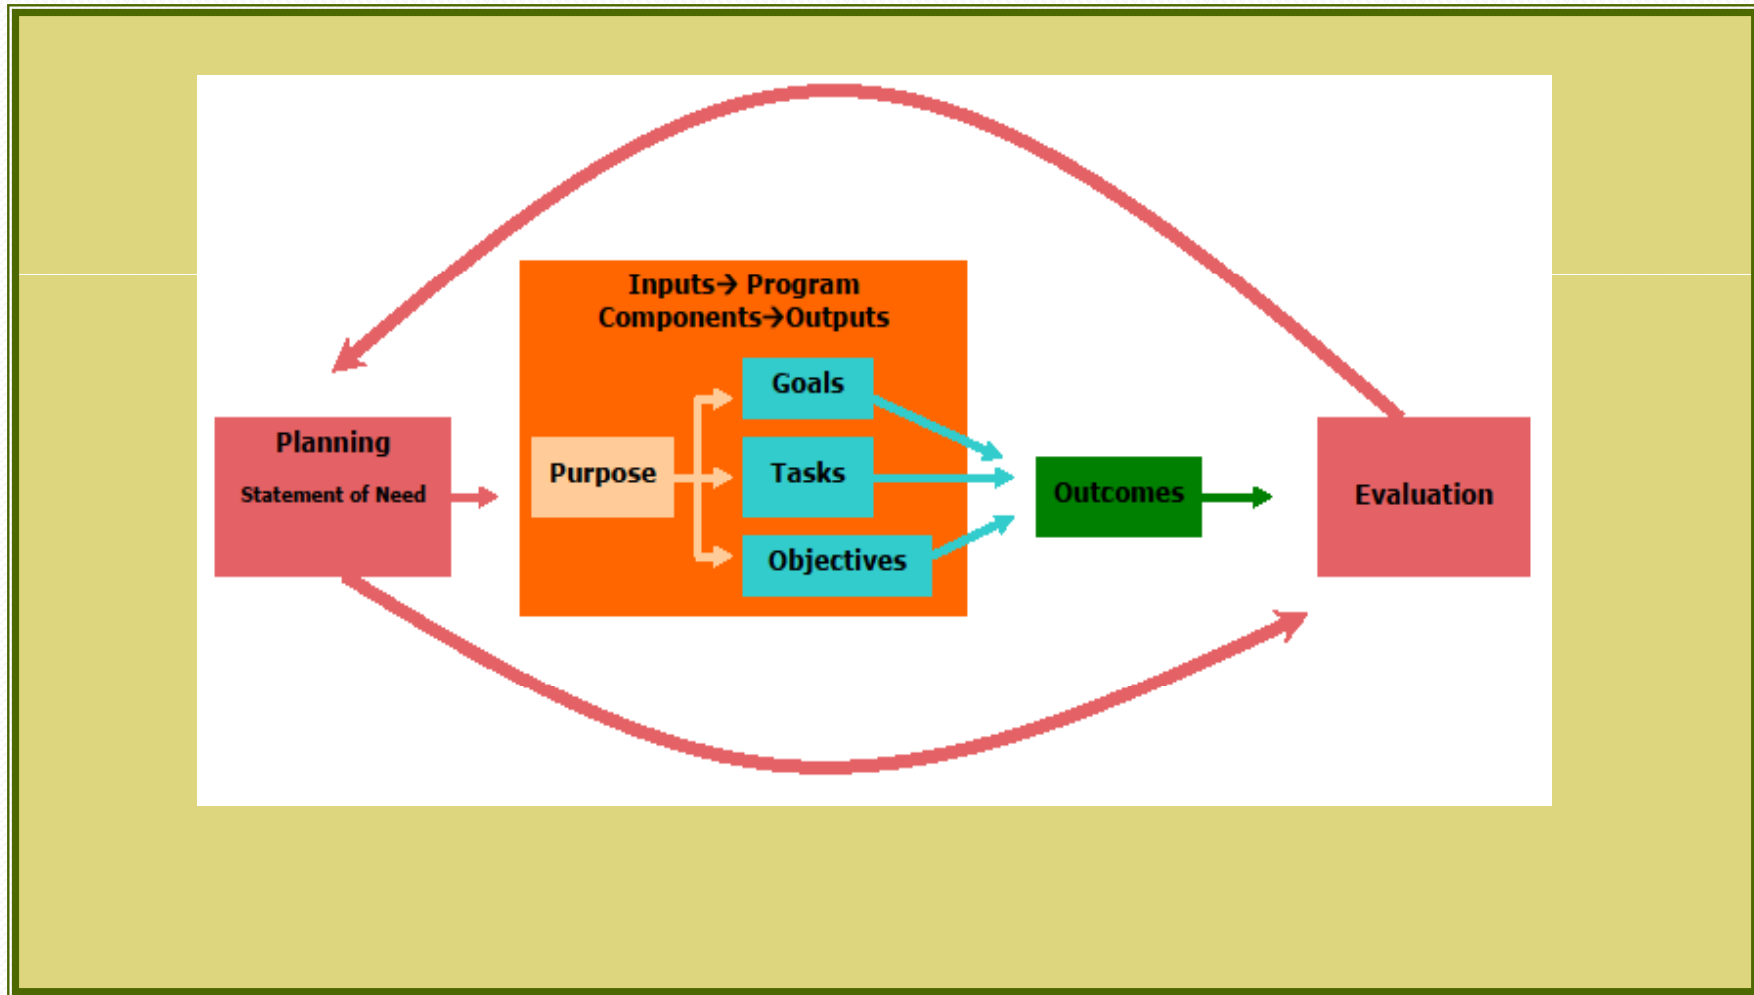 Inputs→ Program
Components→Outputs
Goals
Planning
Purpose
Tasks
Statement of Need
Outcomes
Evaluation
Objectives